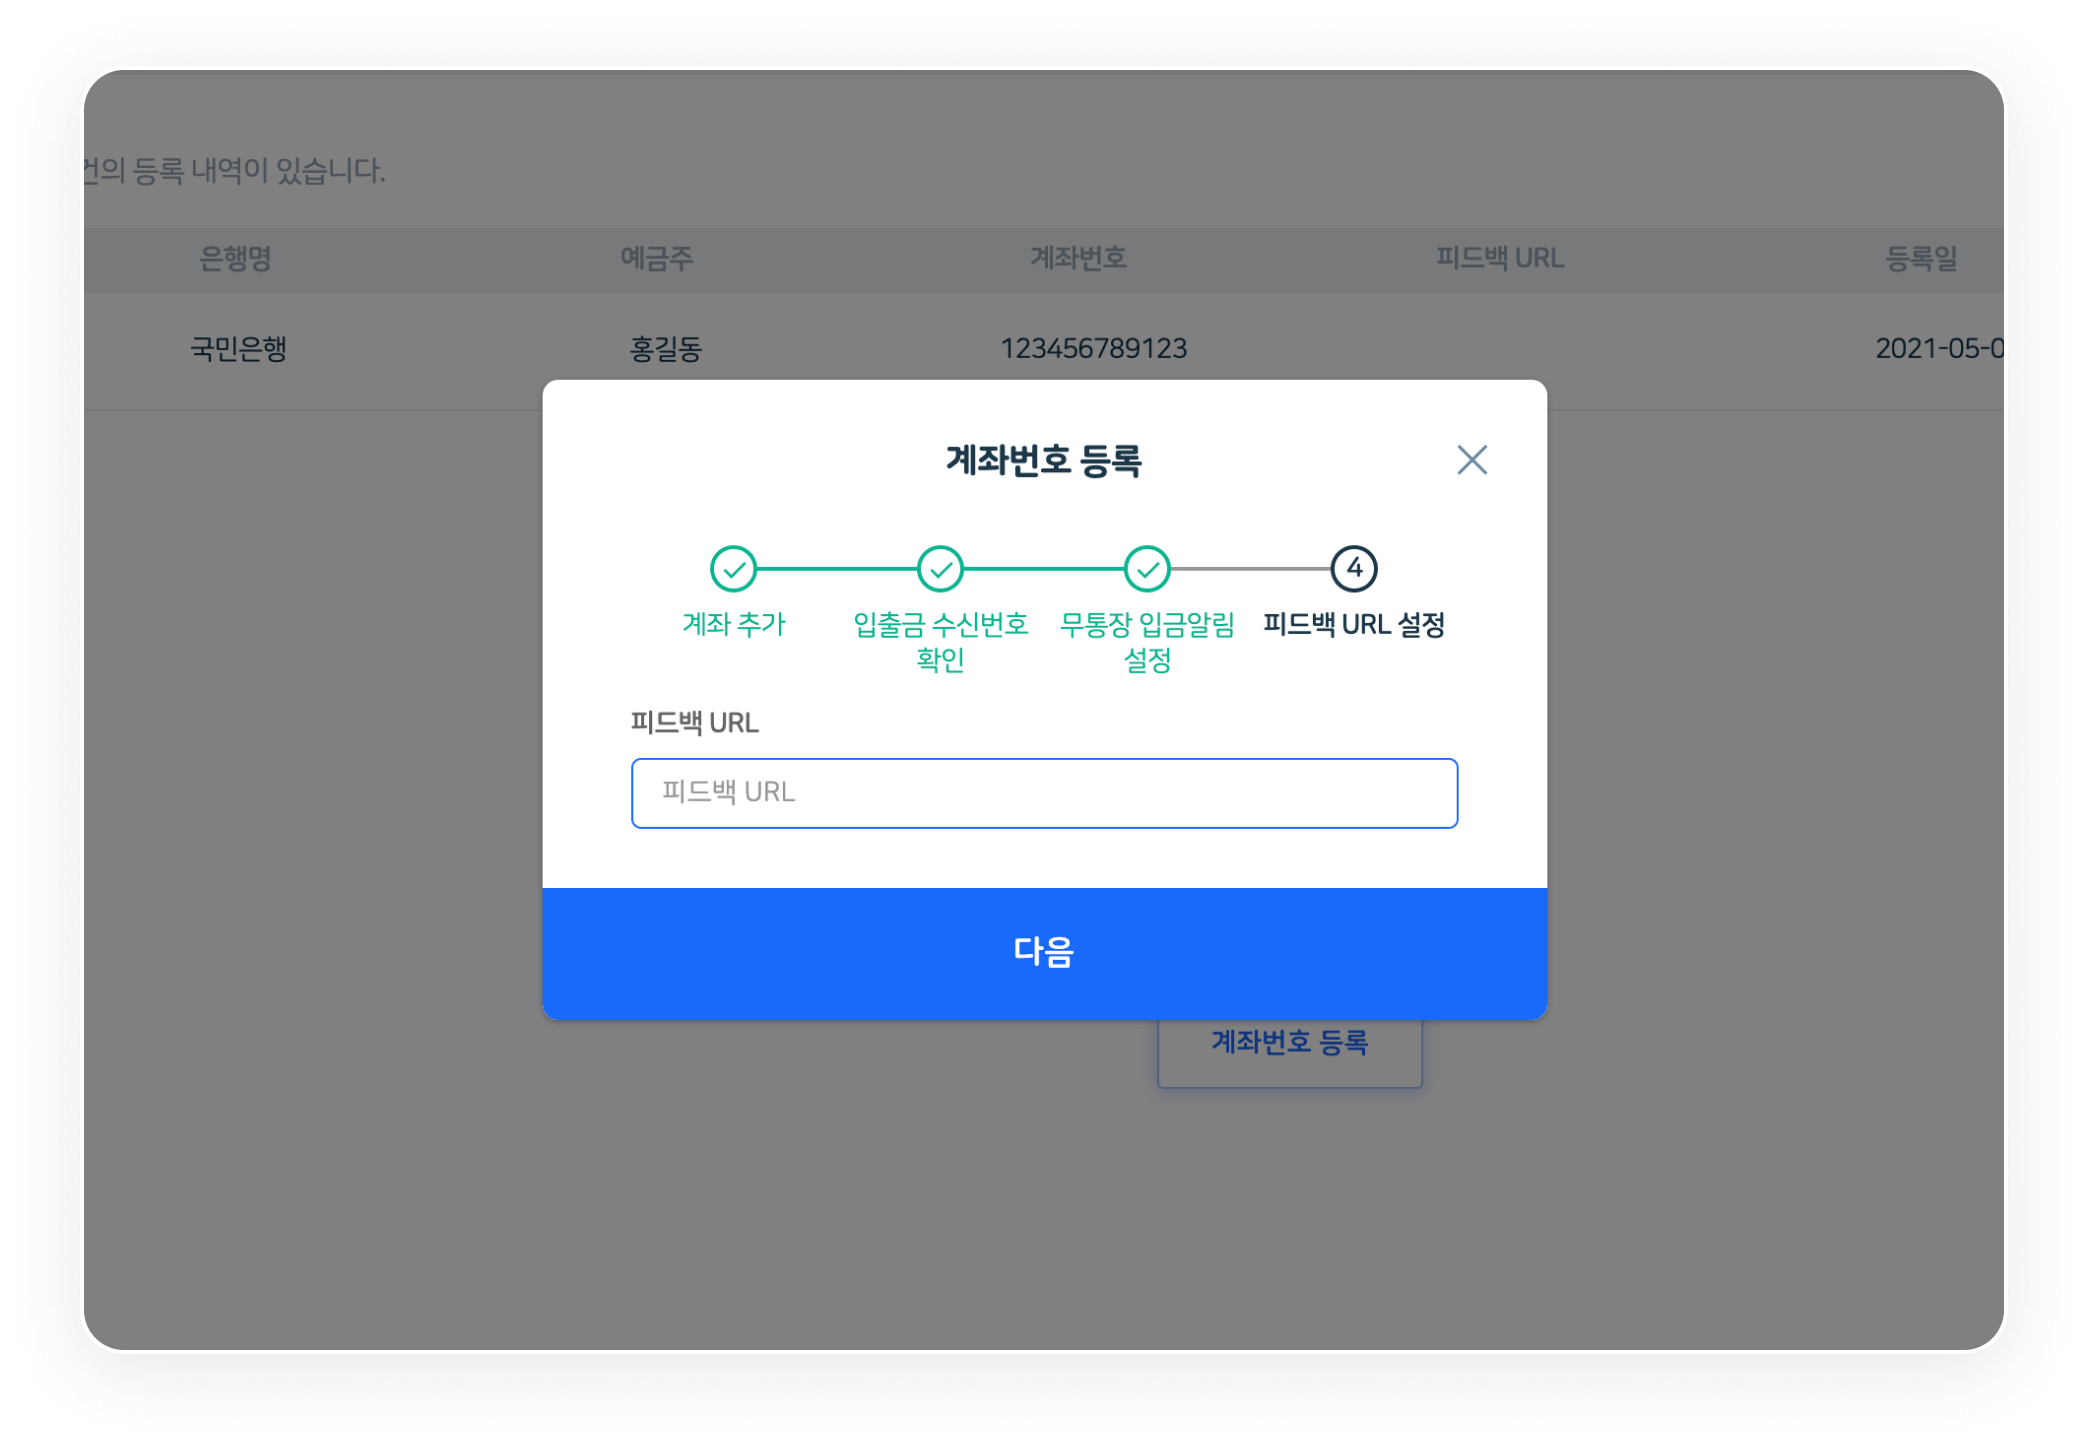 건의 등록 내역이 있습니다.
은행명 예금주 계좌번호 피드백 URL 등록일
국민은행 홍길동 123456789123 2021-05-0
계좌번호 등록
4
계좌 추가 입출금 수신번호 무통장 입금알림 피드백 URL 설정
확인 설정
피드백 URL
피드백 URL
다음
계좌번호 등록